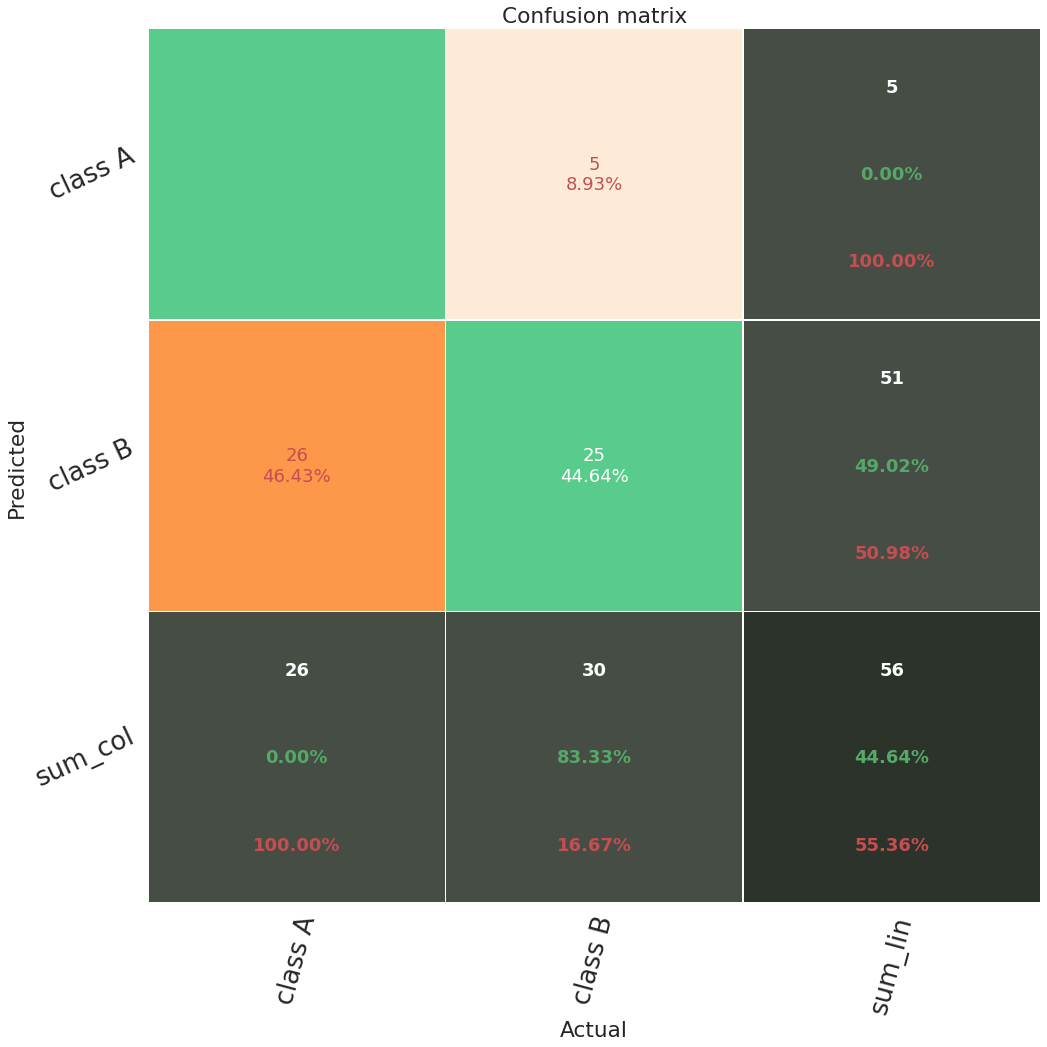 Confusion matrix
Predicted
class A
5
8.93%
5
0.00%
100.00%
class B
26
46.43%
25
44.64%
51
49.02%
50.98%
sum_col
26
0.00%
100.00%
30
83.33%
16.67%
56
44.64%
55.36%
class A
class B
sum_lin
Actual